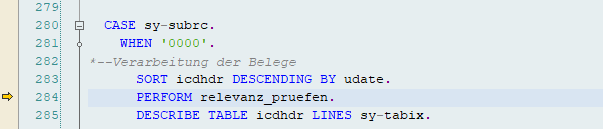 279
280 CASE sy-subrc.
281 WHEN '0000'.
282 *--Verarbeitung der Belege
283 SORT icdhdr DESCENDING BY udate.
284 PERFORM relevanz_pruefen.
285 DESCRIBE TABLE icdhdr LINES sy-tabix.